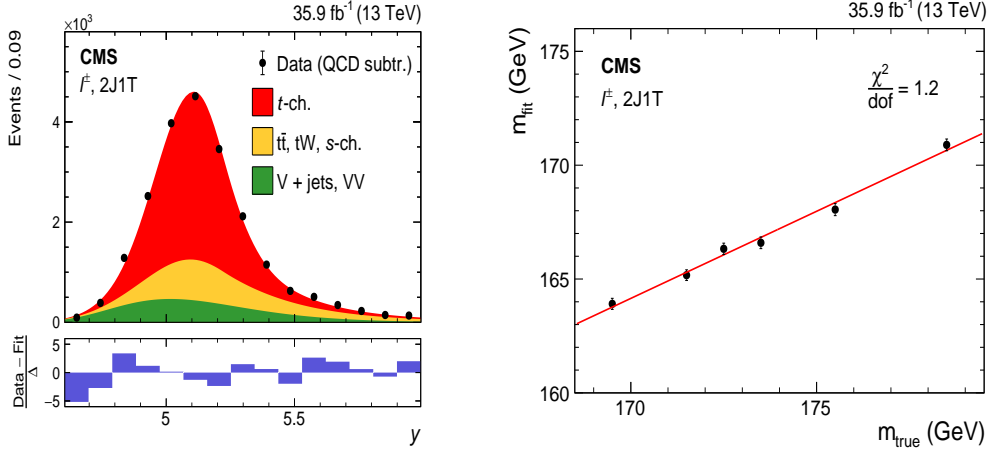 35.9 fb⁻¹ (13 TeV)
×10³
CMS
l±, 2J1T
Data (QCD subtr.)
t-ch.
tt̄, tW, s-ch.
V + jets, VV
Events / 0.09
4
2
0
5
0
−5
Data − Fit
Δ
5
5.5
y
35.9 fb⁻¹ (13 TeV)
CMS
l±, 2J1T
χ²
dof
= 1.2
m_fit (GeV)
175
170
165
160
170
175
m_true (GeV)